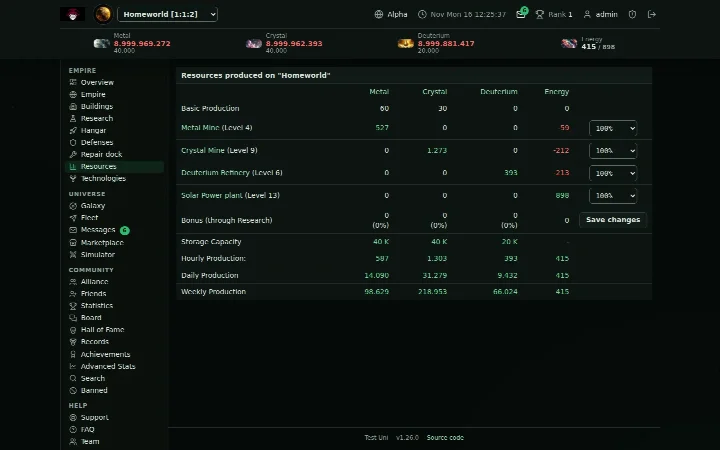 Homeworld [1:1:2]
Alpha
Nov Mon 16 12:25:37
6
Rank 1
admin
Metal
8.999.969.272
40.000
Crystal
8.999.962.393
40.000
Deuterium
8.999.881.417
20.000
Energy
415 / 898
EMPIRE
Overview
Empire
Buildings
Research
Hangar
Defenses
Repair dock
Resources
Technologies
UNIVERSE
Galaxy
Fleet
Messages 6
Marketplace
Simulator
COMMUNITY
Alliance
Friends
Statistics
Board
Hall of Fame
Records
Achievements
Advanced Stats
Search
Banned
HELP
Support
FAQ
Team
Resources produced on "Homeworld"
Metal Crystal Deuterium Energy
Basic Production 60 30 0 0
Metal Mine (Level 4) 527 0 0 -59 100%
Crystal Mine (Level 9) 0 1.273 0 -212 100%
Deuterium Refinery (Level 6) 0 0 393 -213 100%
Solar Power plant (Level 13) 0 0 0 898 100%
Bonus (through Research) 0 (0%) 0 (0%) 0 (0%) 0 Save changes
Storage Capacity 40 K 40 K 20 K -
Hourly Production: 587 1.303 393 415
Daily Production 14.090 31.279 9.432 415
Weekly Production 98.629 218.953 66.024 415
Test Uni v1.26.0 Source code